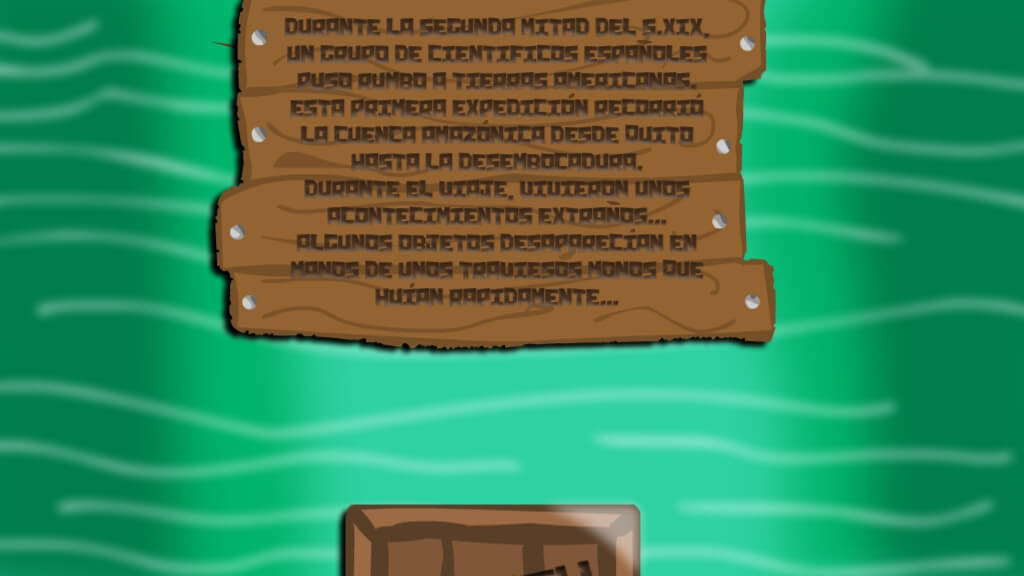 DURANTE LA SEGUNDA MITAD DEL S.XIX,
UN GRUPO DE CIENTIFICOS ESPAÑOLES
PUSO RUMBO A TIERRAS AMERICANAS.
ESTA PRIMERA EXPEDICIÓN RECORRIÓ
LA CUENCA AMAZÓNICA DESDE QUITO
HASTA LA DESEMBOCADURA.
DURANTE EL VIAJE, VIVIERON UNOS
ACONTECIMIENTOS EXTRAÑOS...
ALGUNOS OBJETOS DESAPARECÍAN EN
MANOS DE UNOS TRAVIESOS MONOS QUE
HUÍAN RAPIDAMENTE...